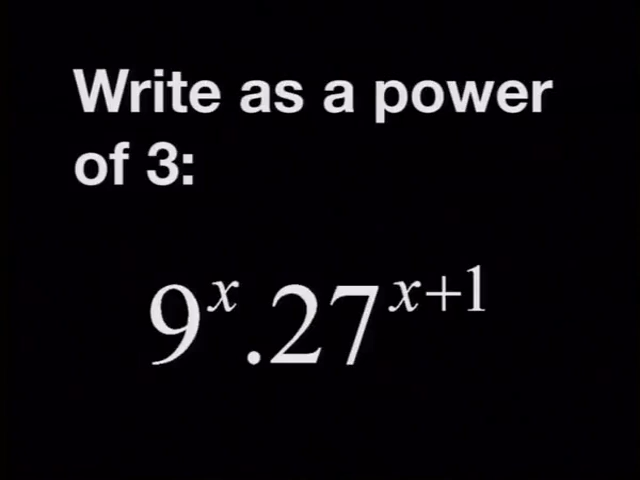 Write as a power
of 3:
9^x.27^{x+1}